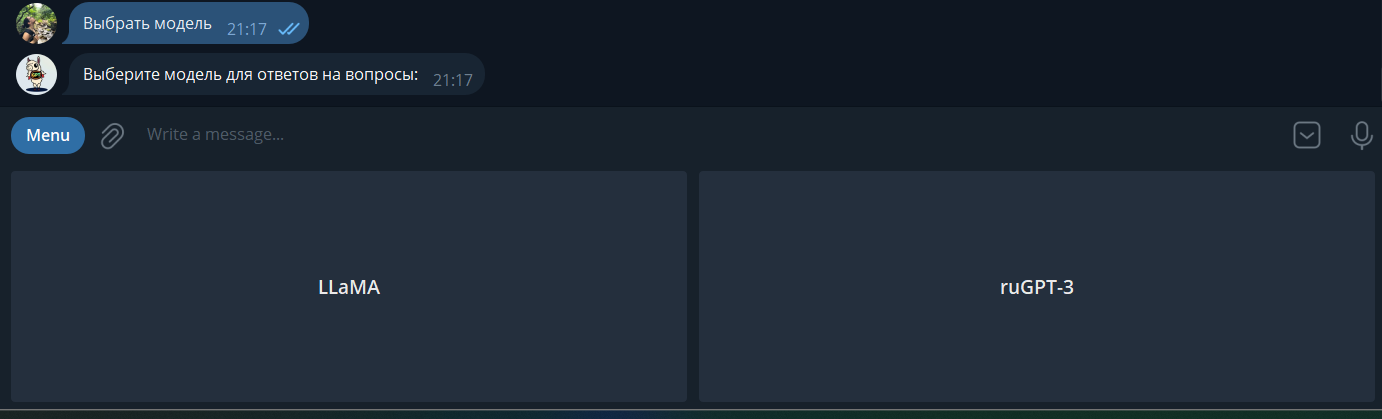 Выбрать модель 21:17
Выберите модель для ответов на вопросы: 21:17
Menu Write a message...
LLaMA ruGPT-3